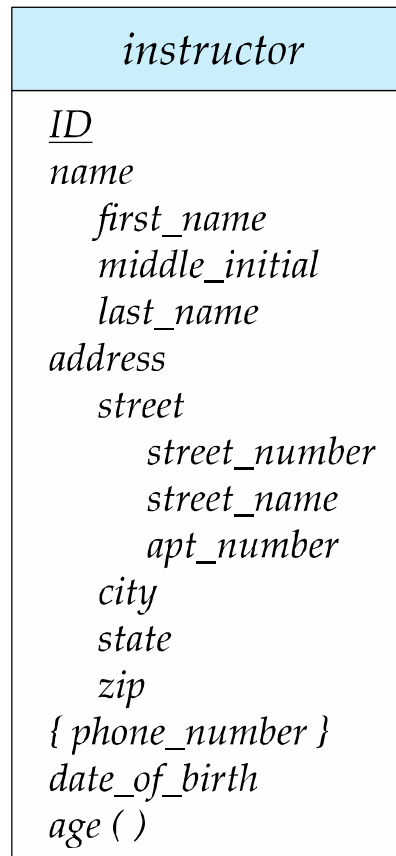 instructor
ID
name
first_name
middle_initial
last_name
address
street
street_number
street_name
apt_number
city
state
zip
{ phone_number }
date_of_birth
age ( )